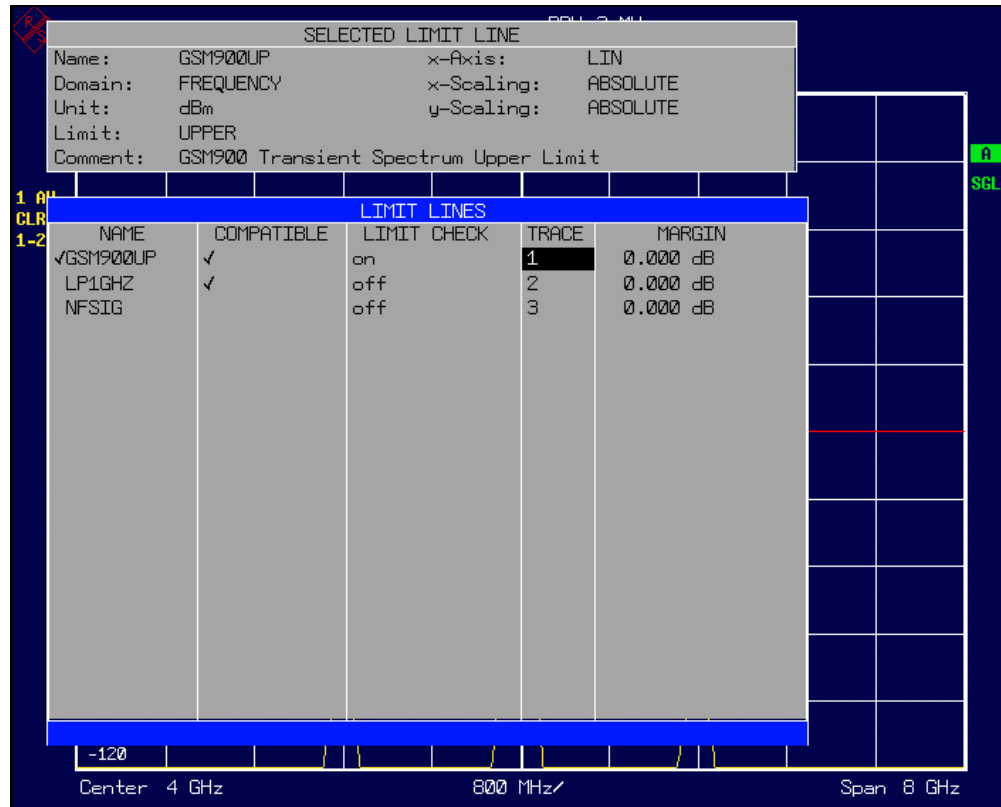 R
S
SELECTED LIMIT LINE
Name: GSM900UP x-Axis: LIN
Domain: FREQUENCY x-Scaling: ABSOLUTE
Unit: dBm y-Scaling: ABSOLUTE
Limit: UPPER
Comment: GSM900 Transient Spectrum Upper Limit
A
SGL
1
CLR
1-2
LIMIT LINES
NAME COMPATIBLE LIMIT CHECK TRACE MARGIN
✓GSM900UP ✓ on 1 0.000 dB
LP1GHZ ✓ off 2 0.000 dB
NFSIG off 3 0.000 dB
-120
Center 4 GHz 800 MHz/ Span 8 GHz